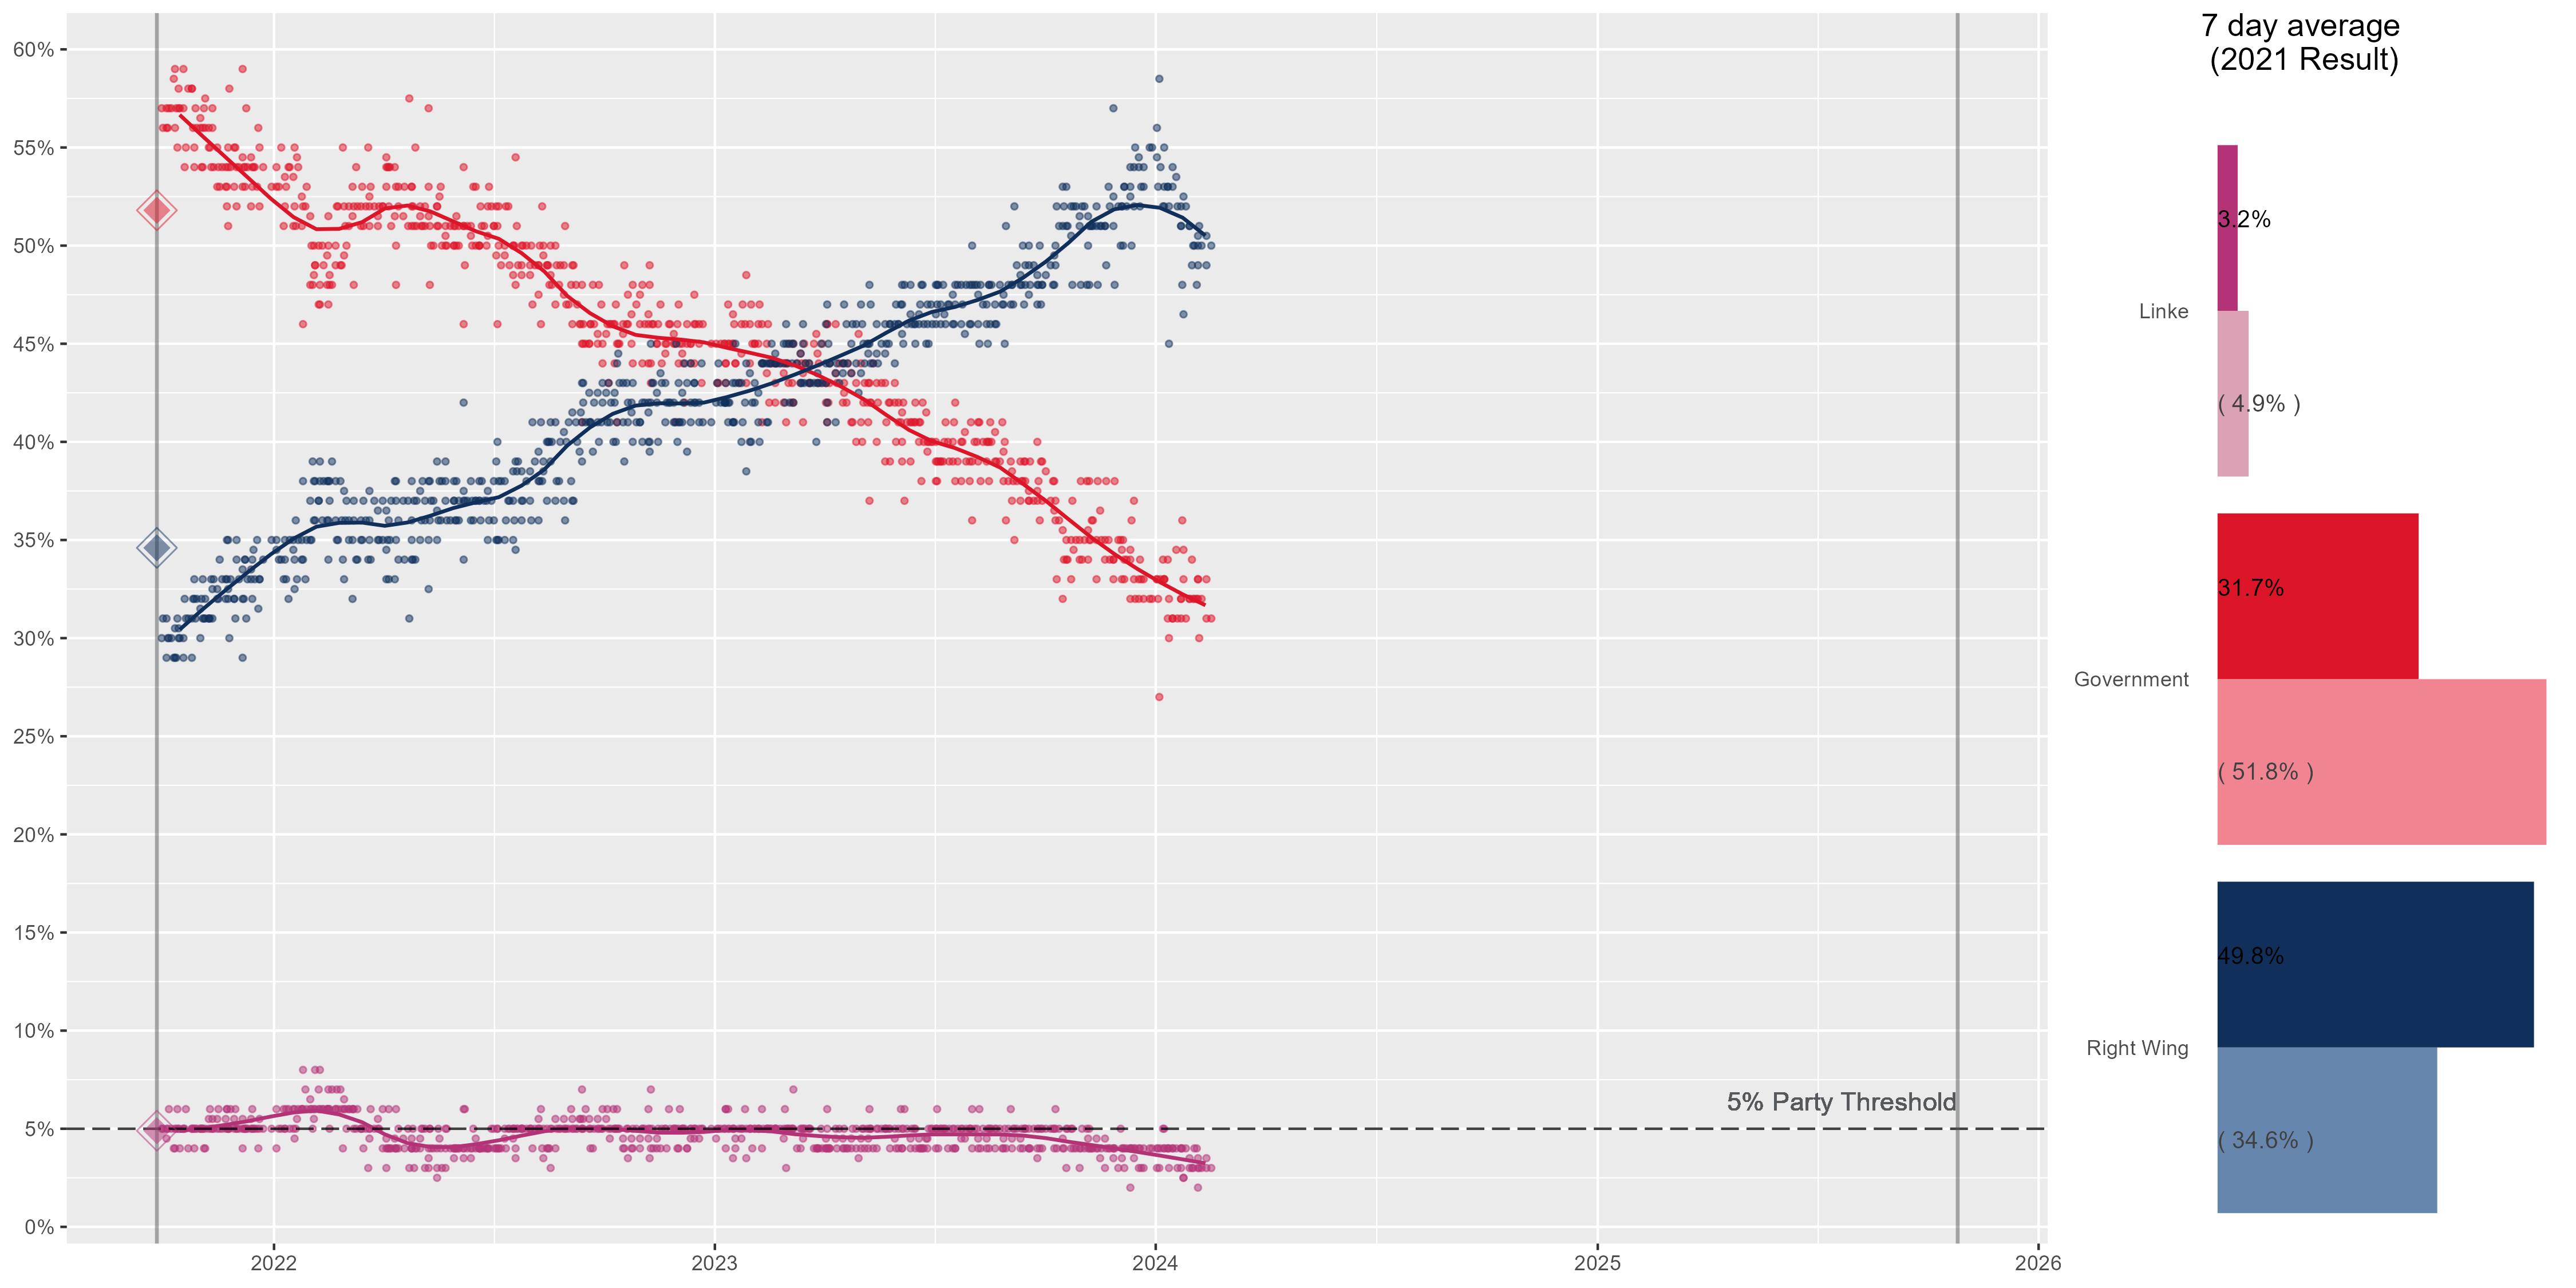 7 day average
(2021 Result)
60%
55%
50%
45%
40%
35%
30%
25%
20%
15%
10%
5%
0%
5% Party Threshold
2022
2023
2024
2025
2026
Linke
3.2%
( 4.9% )
Government
31.7%
( 51.8% )
Right Wing
49.8%
( 34.6% )